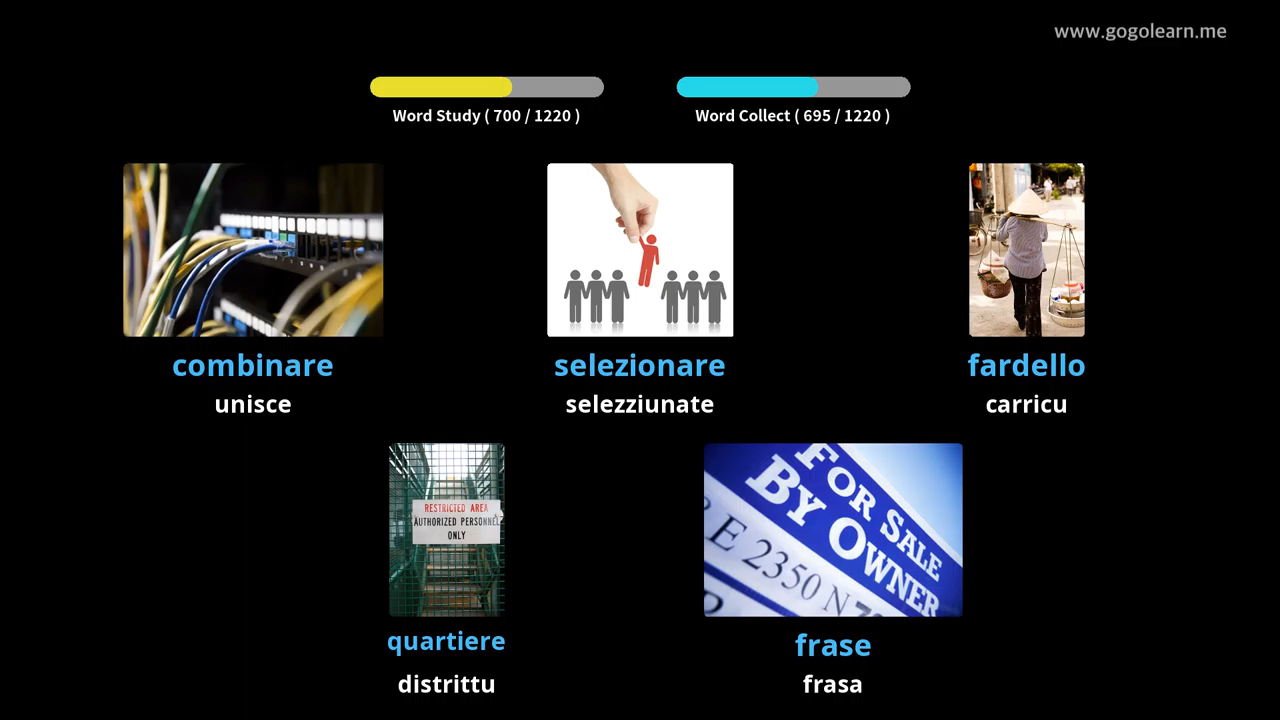 www.gogolearn.me
Word Study ( 700 / 1220 )
Word Collect ( 695 / 1220 )
combinare
unisce
selezionare
selezziunate
fardello
carricu
RESTRICTED AREA
AUTHORIZED PERSONNEL
ONLY
quartiere
distrittu
FOR SALE
BY OWNER
E 2350 N
frase
frasa